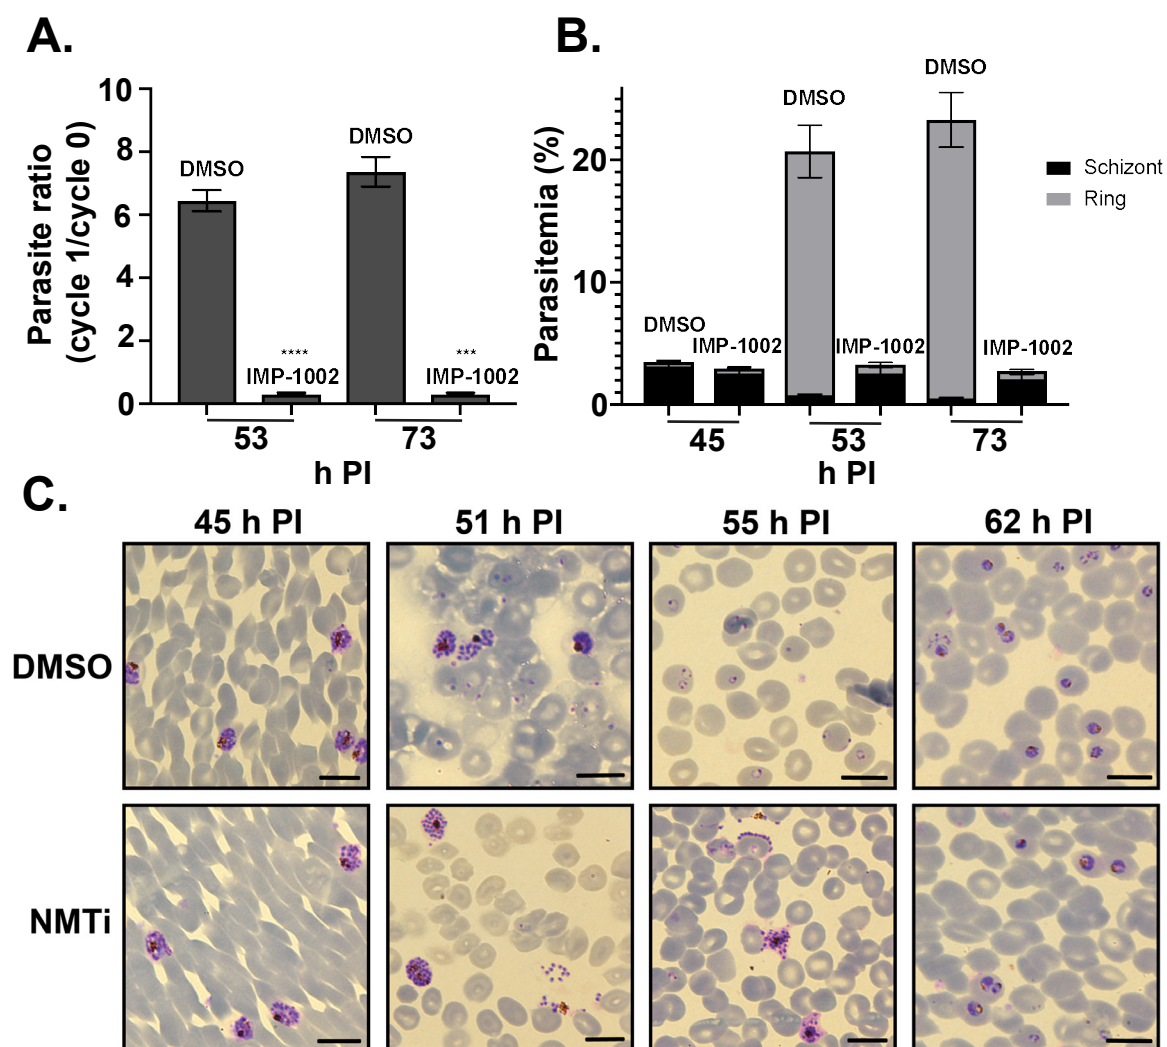 A.
10
8
6
4
2
0
Parasite ratio
(cycle 1/cycle 0)
DMSO
****
IMP-1002
DMSO
***
IMP-1002
53
73
h PI
B.
20
10
0
Parasitemia (%)
DMSO
IMP-1002
DMSO
IMP-1002
DMSO
IMP-1002
45
53
73
h PI
Schizont
Ring
C.
45 h PI
51 h PI
55 h PI
62 h PI
DMSO
NMTi